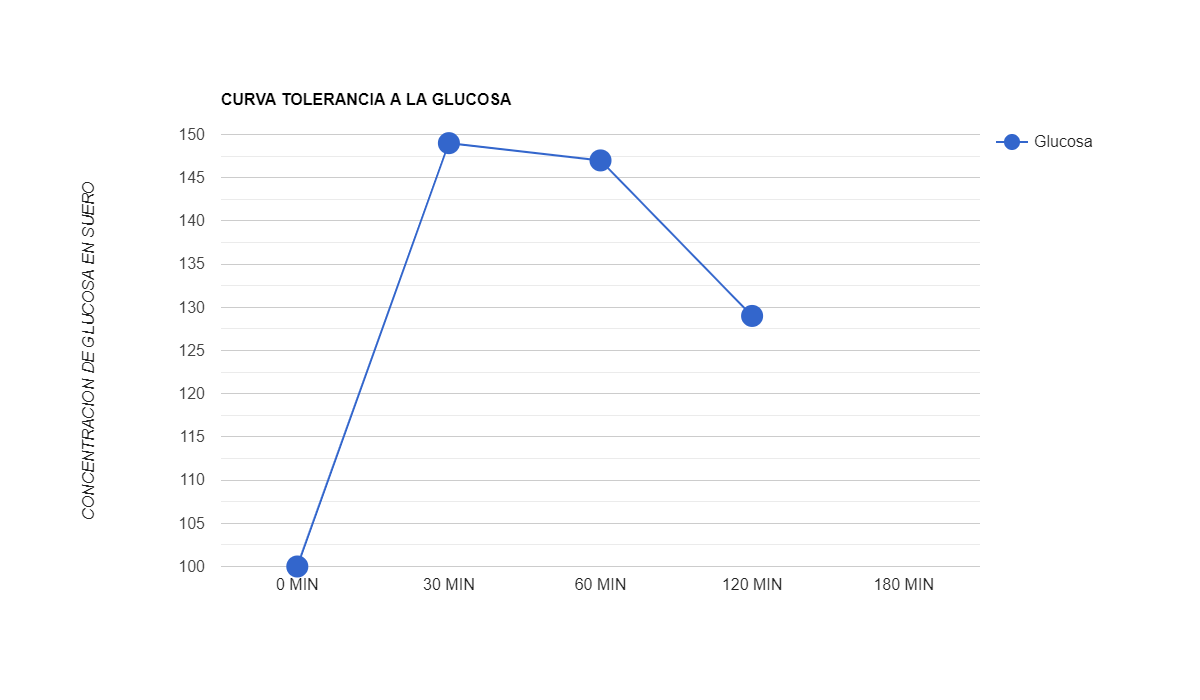 CURVA TOLERANCIA A LA GLUCOSA
Glucosa
CONCENTRACION DE GLUCOSA EN SUERO
150
145
140
135
130
125
120
115
110
105
100
0 MIN
30 MIN
60 MIN
120 MIN
180 MIN